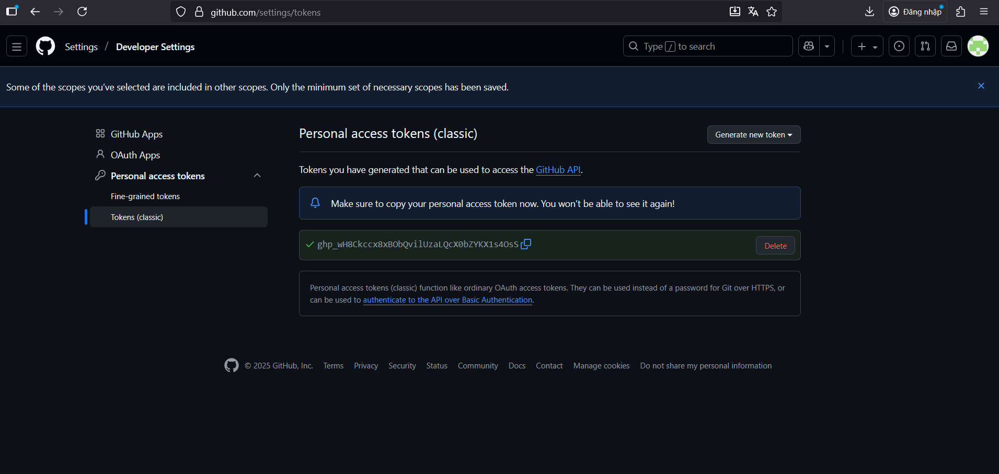 github.com/settings/tokens
Đăng nhập
Settings / Developer Settings
Type / to search
Some of the scopes you’ve selected are included in other scopes. Only the minimum set of necessary scopes has been saved.
GitHub Apps
OAuth Apps
Personal access tokens
Fine-grained tokens
Tokens (classic)
Personal access tokens (classic)
Generate new token
Tokens you have generated that can be used to access the GitHub API.
Make sure to copy your personal access token now. You won’t be able to see it again!
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
Delete
Personal access tokens (classic) function like ordinary OAuth access tokens. They can be used instead of a password for Git over HTTPS, or
can be used to authenticate to the API over Basic Authentication.
© 2025 GitHub, Inc. Terms Privacy Security Status Community Docs Contact Manage cookies Do not share my personal information